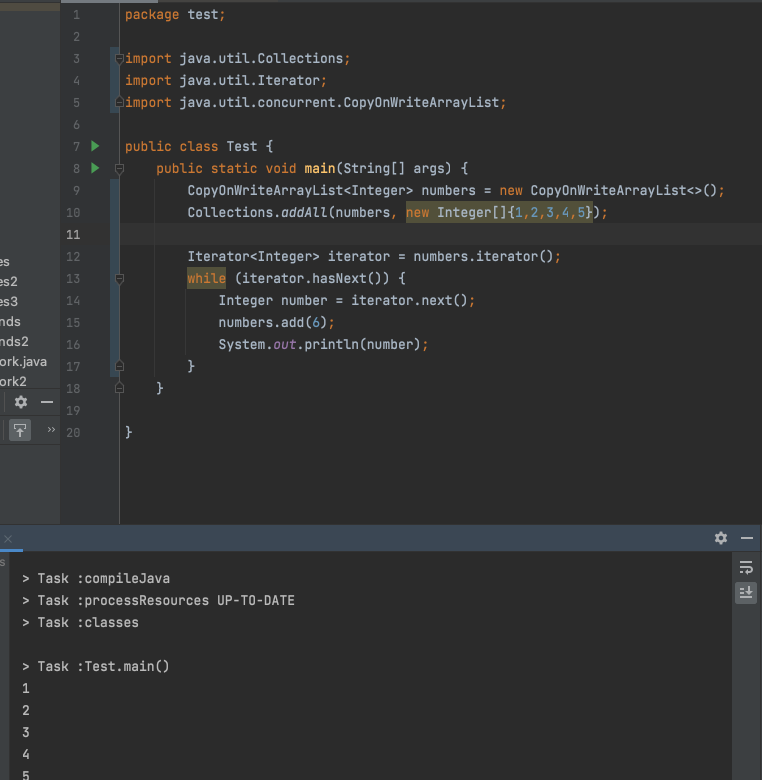 1 package test;
2
3 import java.util.Collections;
4 import java.util.Iterator;
5 import java.util.concurrent.CopyOnWriteArrayList;
6
7 public class Test {
8 public static void main(String[] args) {
9 CopyOnWriteArrayList<Integer> numbers = new CopyOnWriteArrayList<>();
10 Collections.addAll(numbers, new Integer[]{1,2,3,4,5});
11
12 Iterator<Integer> iterator = numbers.iterator();
13 while (iterator.hasNext()) {
14 Integer number = iterator.next();
15 numbers.add(6);
16 System.out.println(number);
17 }
18 }
19
20 }
es
es2
es3
nds
nds2
ork.java
ork2
s
> Task :compileJava
> Task :processResources UP-TO-DATE
> Task :classes
> Task :Test.main()
1
2
3
4
5